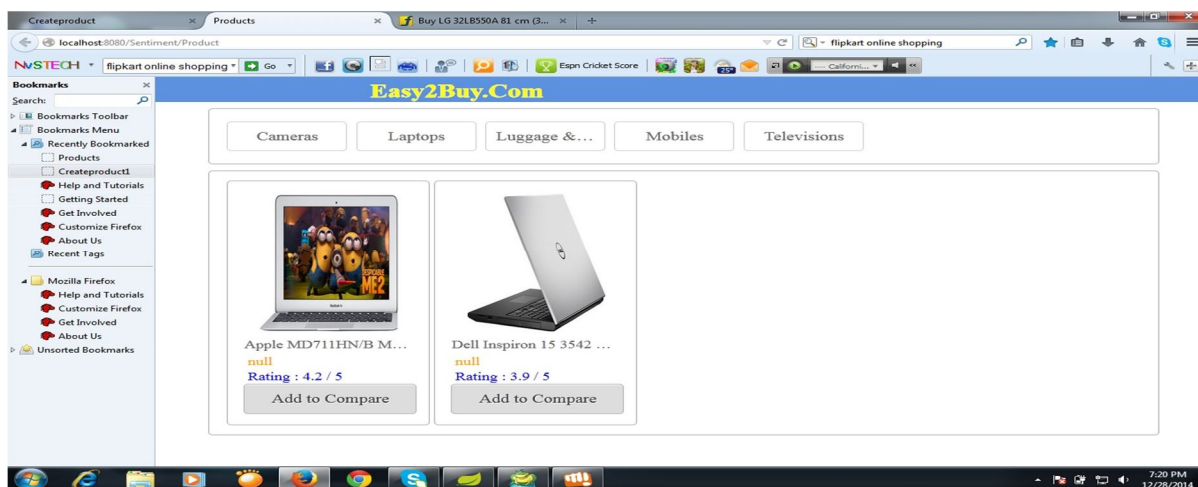 Createproduct × Products × Buy LG 32LB550A 81 cm (3... × +
localhost:8080/Sentiment/Product flipkart online shopping
NVSTECH flipkart online shopping Go Espn Cricket Score 25° Californi...
Bookmarks ×
Easy2Buy.Com
Search:
Bookmarks Toolbar
Bookmarks Menu
Recently Bookmarked
Products
Createproduct1
Help and Tutorials
Getting Started
Get Involved
Customize Firefox
About Us
Recent Tags
Mozilla Firefox
Help and Tutorials
Customize Firefox
Get Involved
About Us
Unsorted Bookmarks
Cameras Laptops Luggage &... Mobiles Televisions
DESPICABLE
ME2
Apple MD711HN/B M... Dell Inspiron 15 3542 ...
null null
Rating : 4.2 / 5 Rating : 3.9 / 5
Add to Compare Add to Compare
7:20 PM
12/28/2014